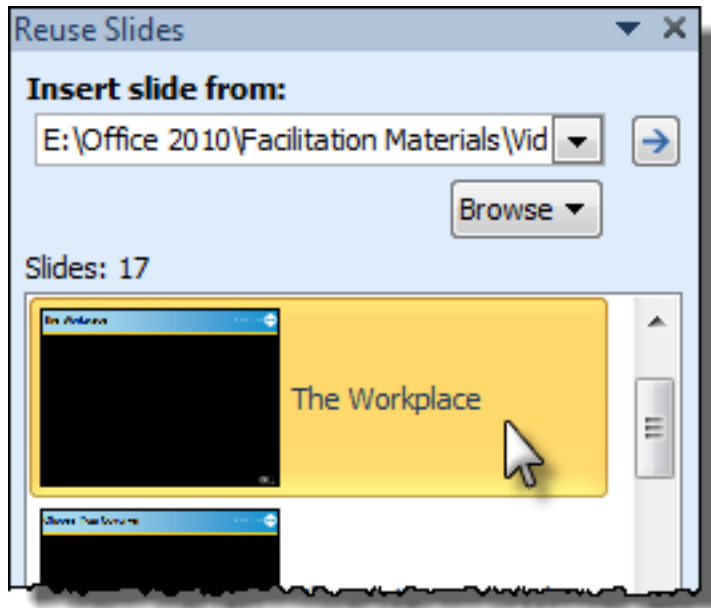 Reuse Slides
Insert slide from:
E:\Office 2010\Facilitation Materials\Vid
Browse
Slides: 17
The Workplace